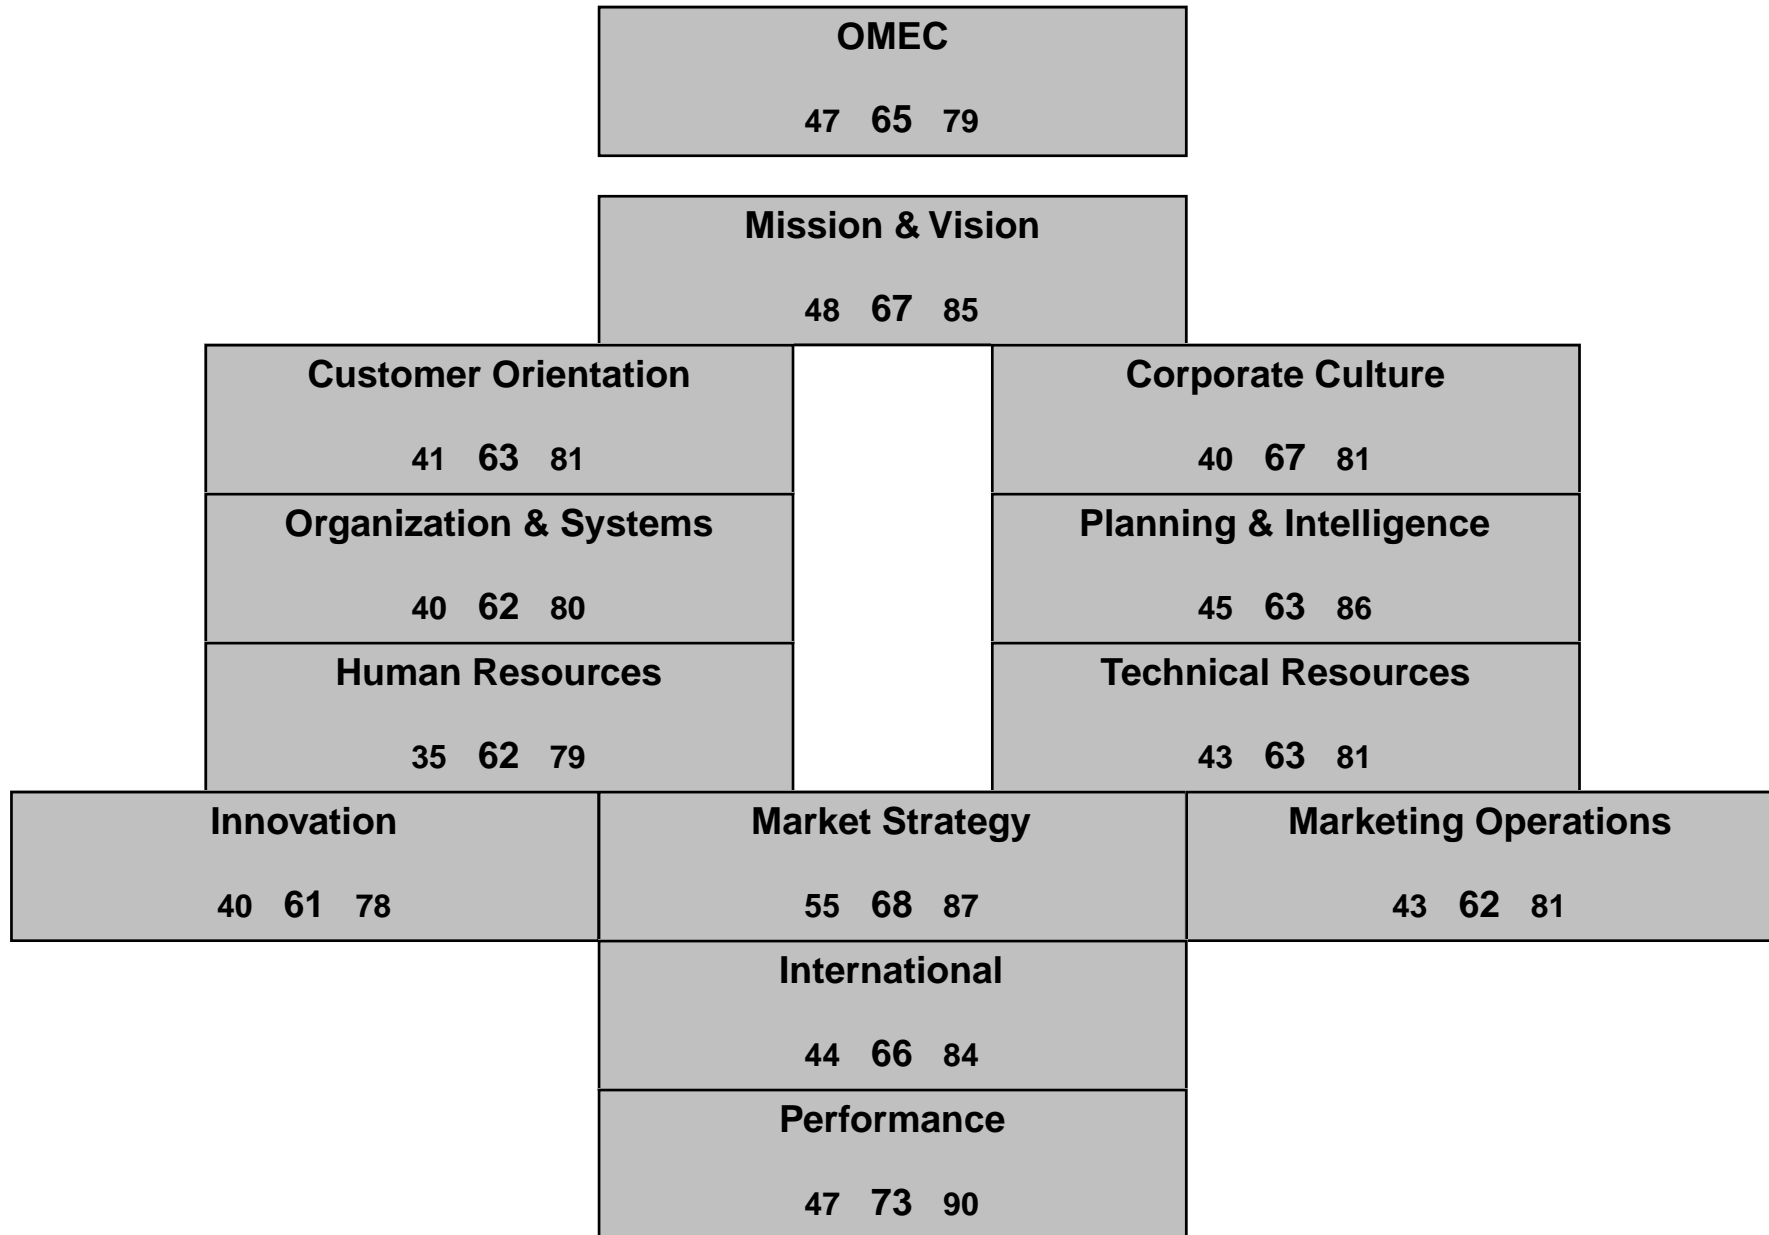 OMEC
47 65 79
Mission & Vision
48 67 85
Customer Orientation
41 63 81
Corporate Culture
40 67 81
Organization & Systems
40 62 80
Planning & Intelligence
45 63 86
Human Resources
35 62 79
Technical Resources
43 63 81
Innovation
40 61 78
Market Strategy
55 68 87
Marketing Operations
43 62 81
International
44 66 84
Performance
47 73 90